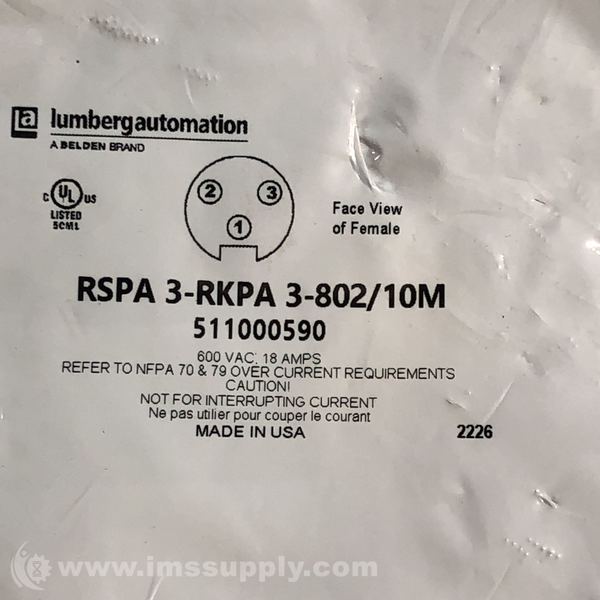 la lumbergautomation
A BELDEN BRAND
C UL US
LISTED
5CML
2 3
1
Face View
of Female
RSPA 3-RKPA 3-802/10M
511000590
600 VAC, 18 AMPS
REFER TO NFPA 70 & 79 OVER CURRENT REQUIREMENTS
CAUTION!
NOT FOR INTERRUPTING CURRENT
Ne pas utilier pour couper le courant
MADE IN USA 2226
www.imssupply.com